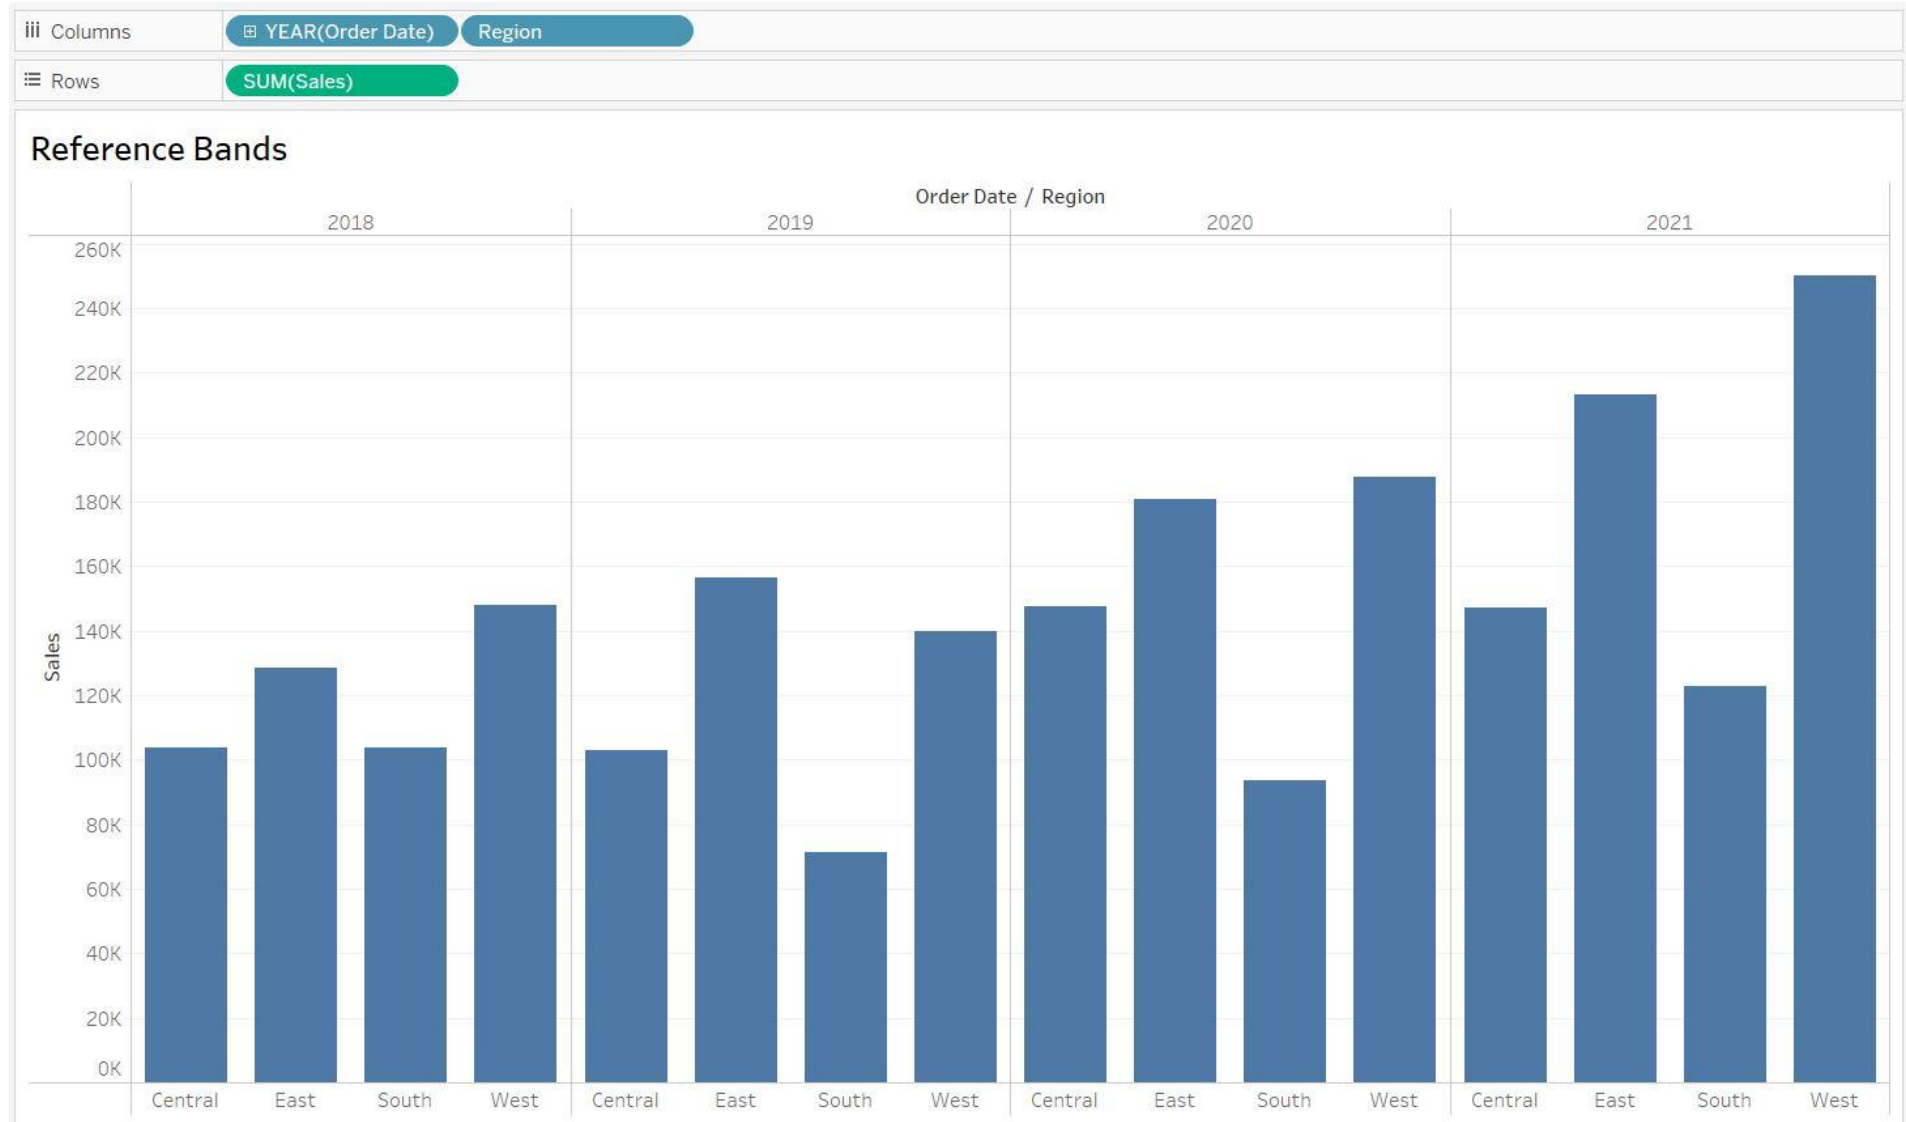 Columns YEAR(Order Date) Region
Rows SUM(Sales)
Reference Bands
Order Date / Region
2018 2019 2020 2021
260K
240K
220K
200K
180K
160K
140K
120K
100K
80K
60K
40K
20K
0K
Sales
Central East South West Central East South West Central East South West Central East South West